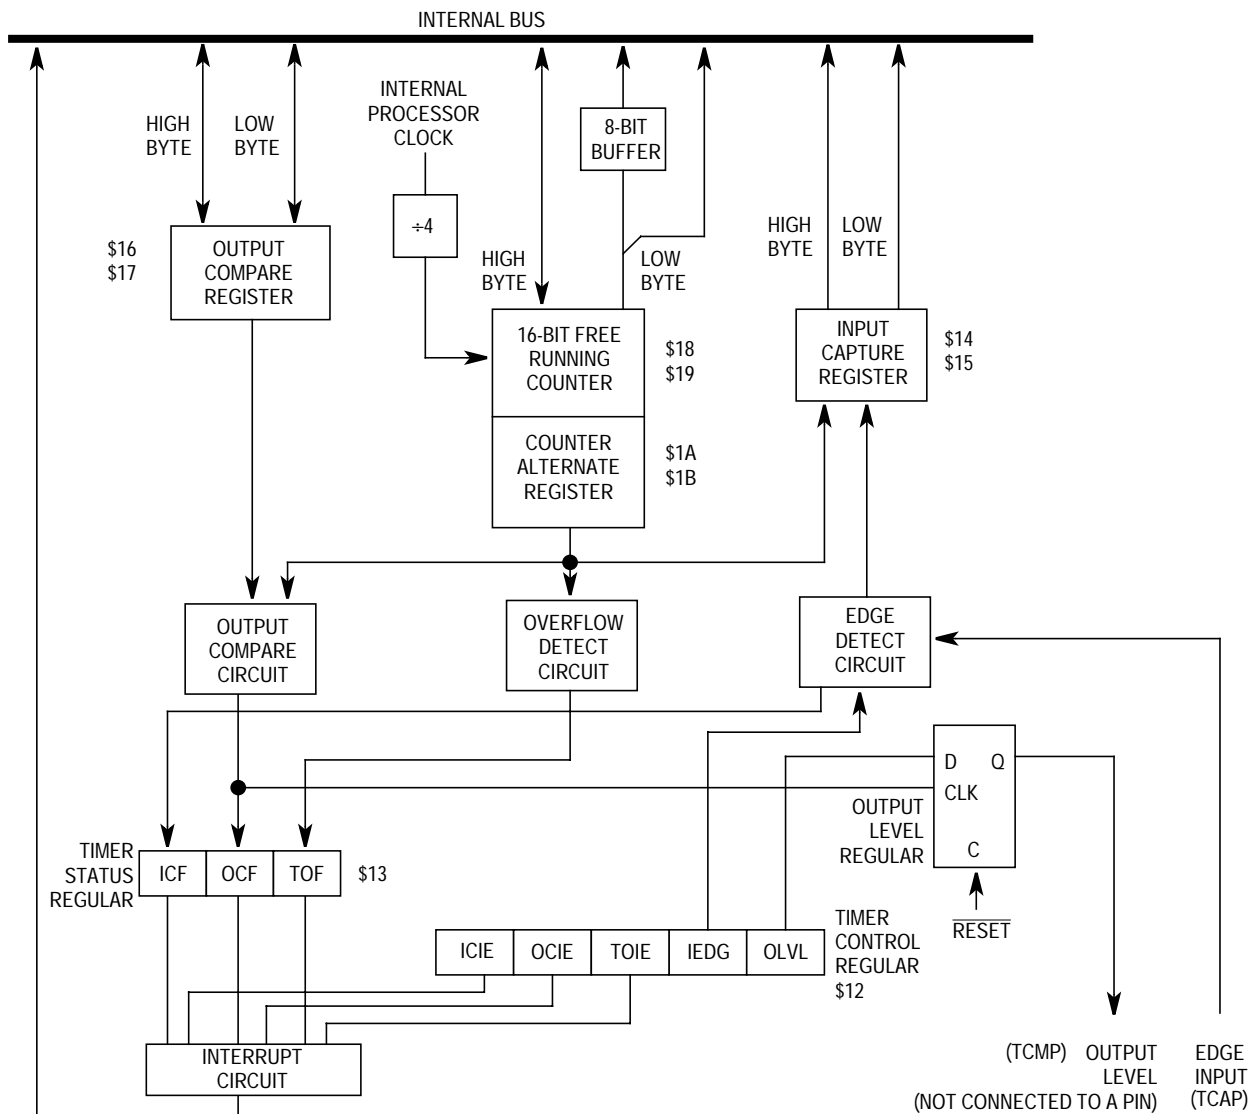 INTERNAL BUS
HIGH
BYTE
LOW
BYTE
INTERNAL
PROCESSOR
CLOCK
÷4
8-BIT
BUFFER
HIGH
BYTE
LOW
BYTE
HIGH
BYTE
LOW
BYTE
$16
$17
OUTPUT
COMPARE
REGISTER
16-BIT FREE
RUNNING
COUNTER
$18
$19
COUNTER
ALTERNATE
REGISTER
$1A
$1B
INPUT
CAPTURE
REGISTER
$14
$15
OUTPUT
COMPARE
CIRCUIT
OVERFLOW
DETECT
CIRCUIT
EDGE
DETECT
CIRCUIT
D Q
CLK
C
OUTPUT
LEVEL
REGULAR
RESET
TIMER
STATUS
REGULAR
ICF OCF TOF
$13
ICIE OCIE TOIE IEDG OLVL
TIMER
CONTROL
REGULAR
$12
INTERRUPT
CIRCUIT
(TCMP) OUTPUT
LEVEL
(NOT CONNECTED TO A PIN)
EDGE
INPUT
(TCAP)